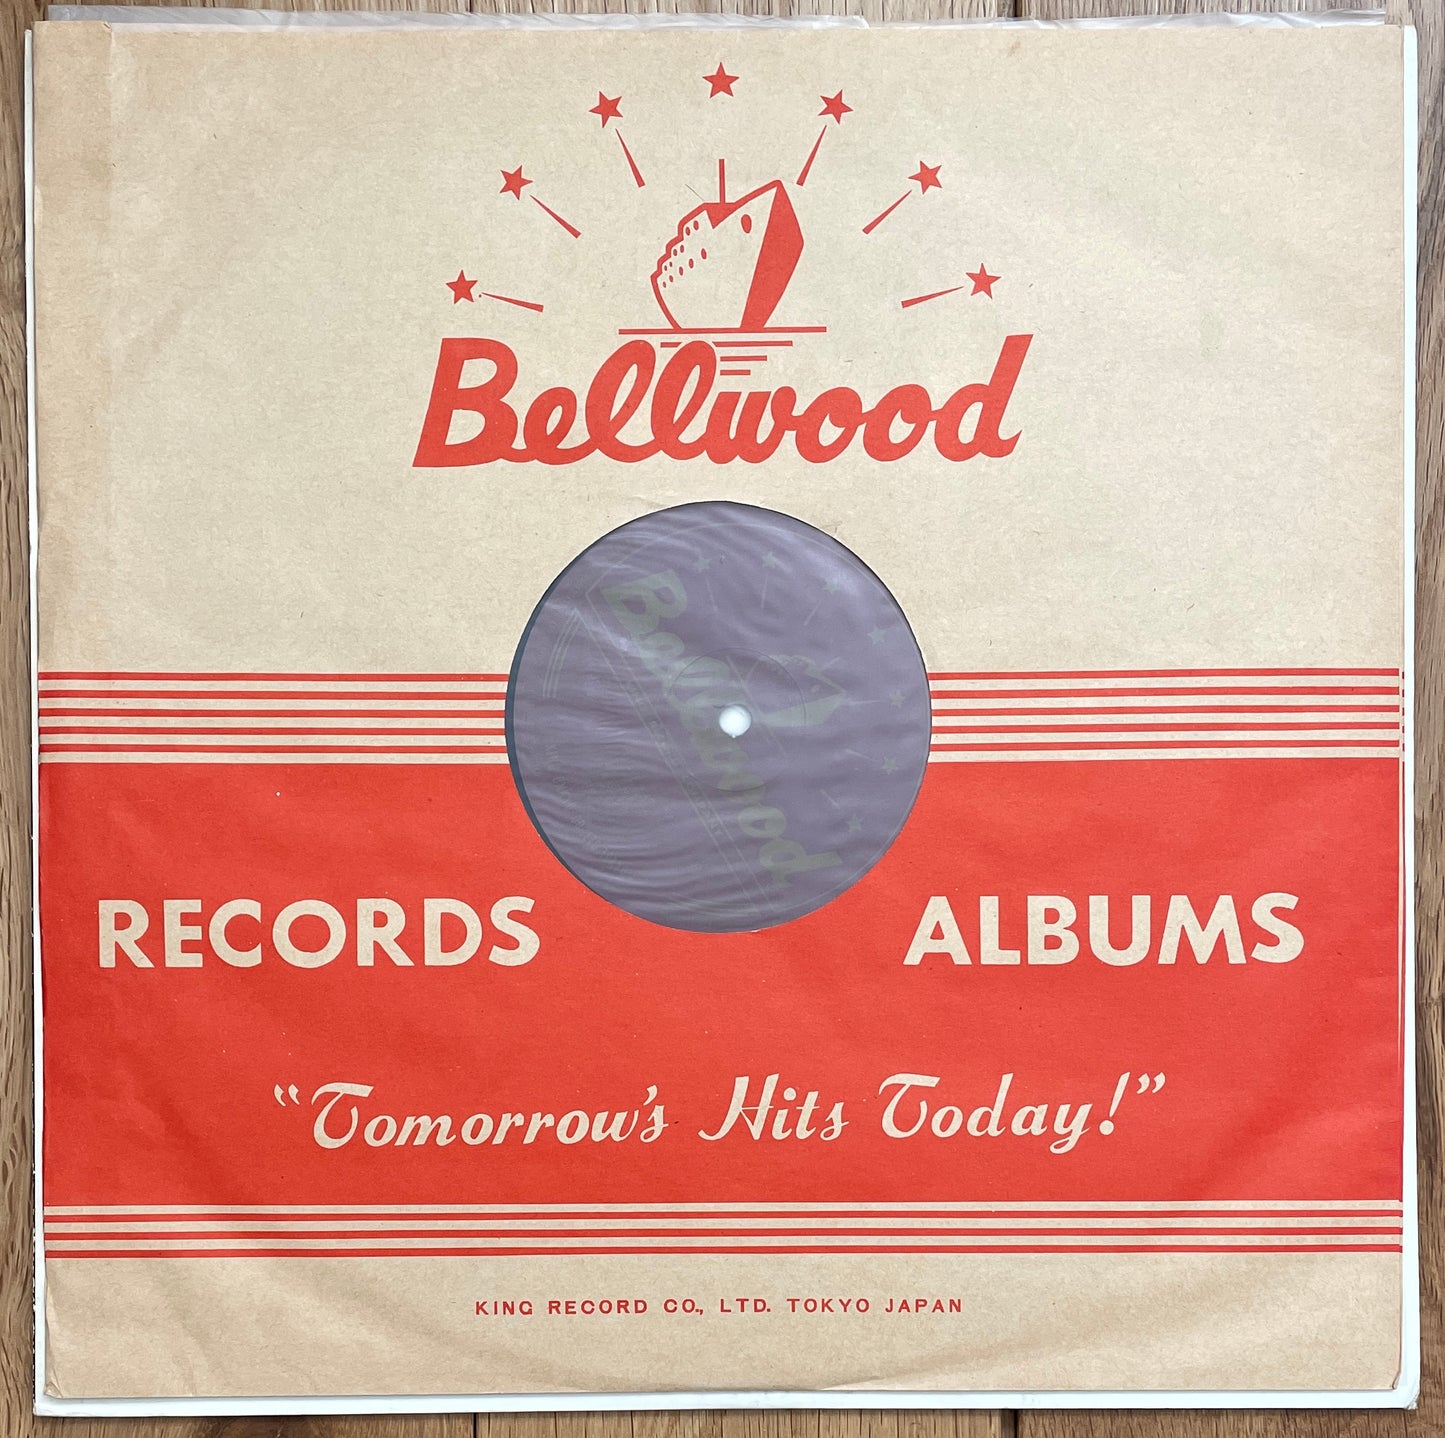 Bellwood
Bellwood
RECORDS ALBUMS
"Tomorrow's Hits Today!"
KING RECORD CO., LTD. TOKYO JAPAN